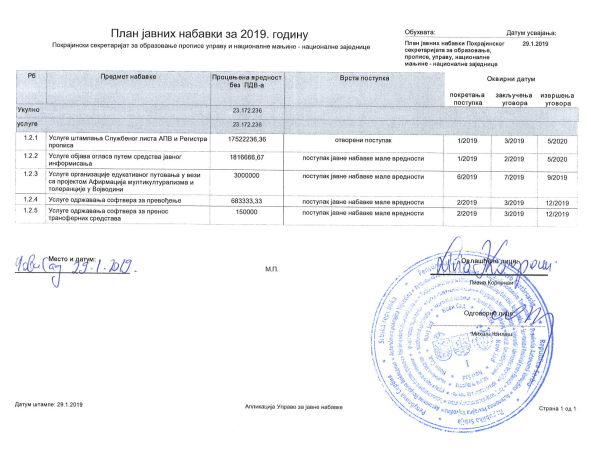 План јавних набавки за 2019. годину
Покрајински секретаријат за образовање прописе управу и националне мањине - националне заједнице
Обухвата: Датум усвајања:
План јавних набавки Покрајинског 29.1.2019
секретаријата за образовање,
прописе, управу, националне
мањине - националне заједнице
Рб Предмет набавке Процењена вредност без ПДВ-а Врста поступка Оквирни датум
покретања поступка закључења уговора извршења уговора
Укупно 23.172.236
услуге 23.172.236
1.2.1 Услуге штампања Службеног листа АПВ и Регистра прописа 17522236,36 отворени поступак 1/2019 3/2019 5/2020
1.2.2 Услуге објава огласа путем средства јавног информисања 1816666,67 поступак јавне набавке мале вредности 1/2019 2/2019 5/2020
1.2.3 Услуге организације едукативног путовања у вези са пројектом Афирмација мултикултурализма и толеранције у Војводини 3000000 поступак јавне набавке мале вредности 6/2019 7/2019 9/2019
1.2.4 Услуге одржавања софтвера за превођење 683333,33 поступак јавне набавке мале вредности 2/2019 3/2019 12/2019
1.2.5 Услуге одржавања софтвера за пренос трансферних средстава 150000 поступак јавне набавке мале вредности 2/2019 3/2019 12/2019
Место и датум:
Нови Сад 29-1-2019.
М.П.
Овлашћено лице:
Одговорно лице:
Датум штампе: 29.1.2019
Апликација Управе за јавне набавке
Страна 1 од 1